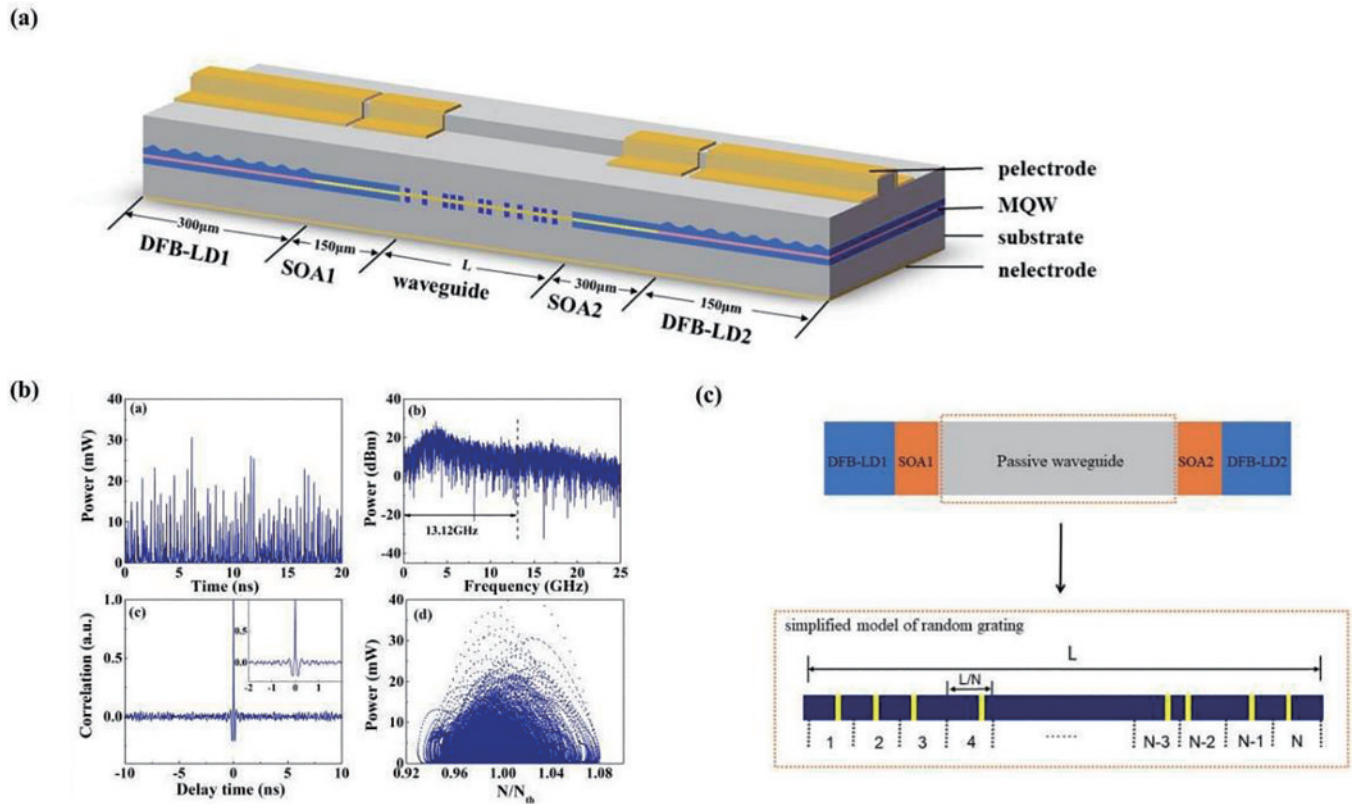 (a)
pelectrode
MQW
substrate
nelectrode
300μm
DFB-LD1
150μm
SOA1
L
waveguide
300μm
SOA2
150μm
DFB-LD2
(b)
(a)
Power (mW)
40
30
20
10
0
0 5 10 15 20
Time (ns)
(b)
Power (dBm)
40
20
0
-20
-40
13.12GHz
0 5 10 15 20 25
Frequency (GHz)
(c)
Correlation (a.u.)
1.0
0.5
0.0
0.5
0.0
-2 -1 0 1
-10 -5 0 5 10
Delay time (ns)
(d)
Power (mW)
40
30
20
10
0
0.92 0.96 1.00 1.04 1.08
N/Nth
(c)
DFB-LD1 SOA1 Passive waveguide SOA2 DFB-LD2
simplified model of random grating
L
L/N
1 2 3 4 ...... N-3 N-2 N-1 N